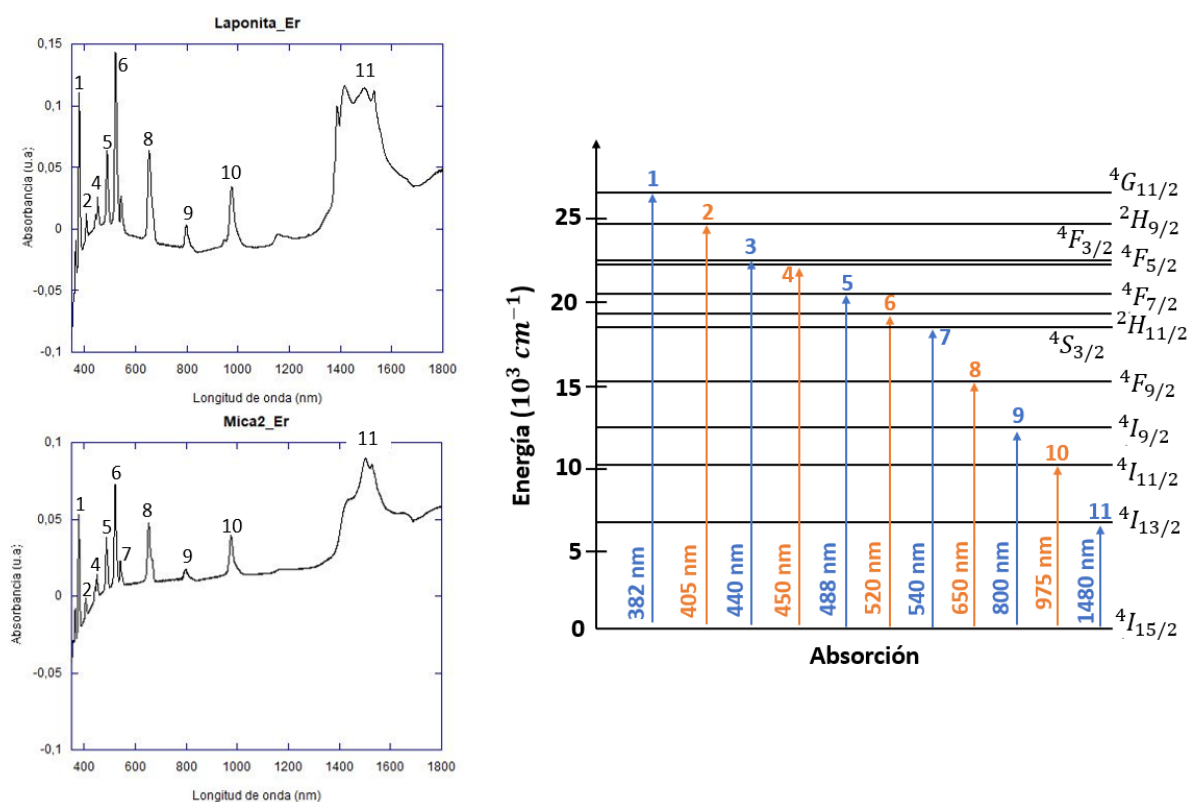 Laponita_Er
0,15
0,1
0,05
0
-0,05
-0,1
Absorbancia (u.a)
1
2
4
5
6
8
9
10
11
400
600
800
1000
1200
1400
1600
1800
Longitud de onda (nm)
Mica2_Er
0,1
0,05
0
-0,05
-0,1
Absorbancia (u.a)
1
2
4
5
6
7
8
9
10
11
400
600
800
1000
1200
1400
1600
1800
Longitud de onda (nm)
Energía (10³ cm⁻¹)
25
20
15
10
5
0
1
2
3
4
5
6
7
8
9
10
11
382 nm
405 nm
440 nm
450 nm
488 nm
520 nm
540 nm
650 nm
800 nm
975 nm
1480 nm
⁴G₁₁/₂
²H₉/₂
⁴F₃/₂
⁴F₅/₂
⁴F₇/₂
²H₁₁/₂
⁴S₃/₂
⁴F₉/₂
⁴I₉/₂
⁴I₁₁/₂
⁴I₁₃/₂
⁴I₁₅/₂
Absorción